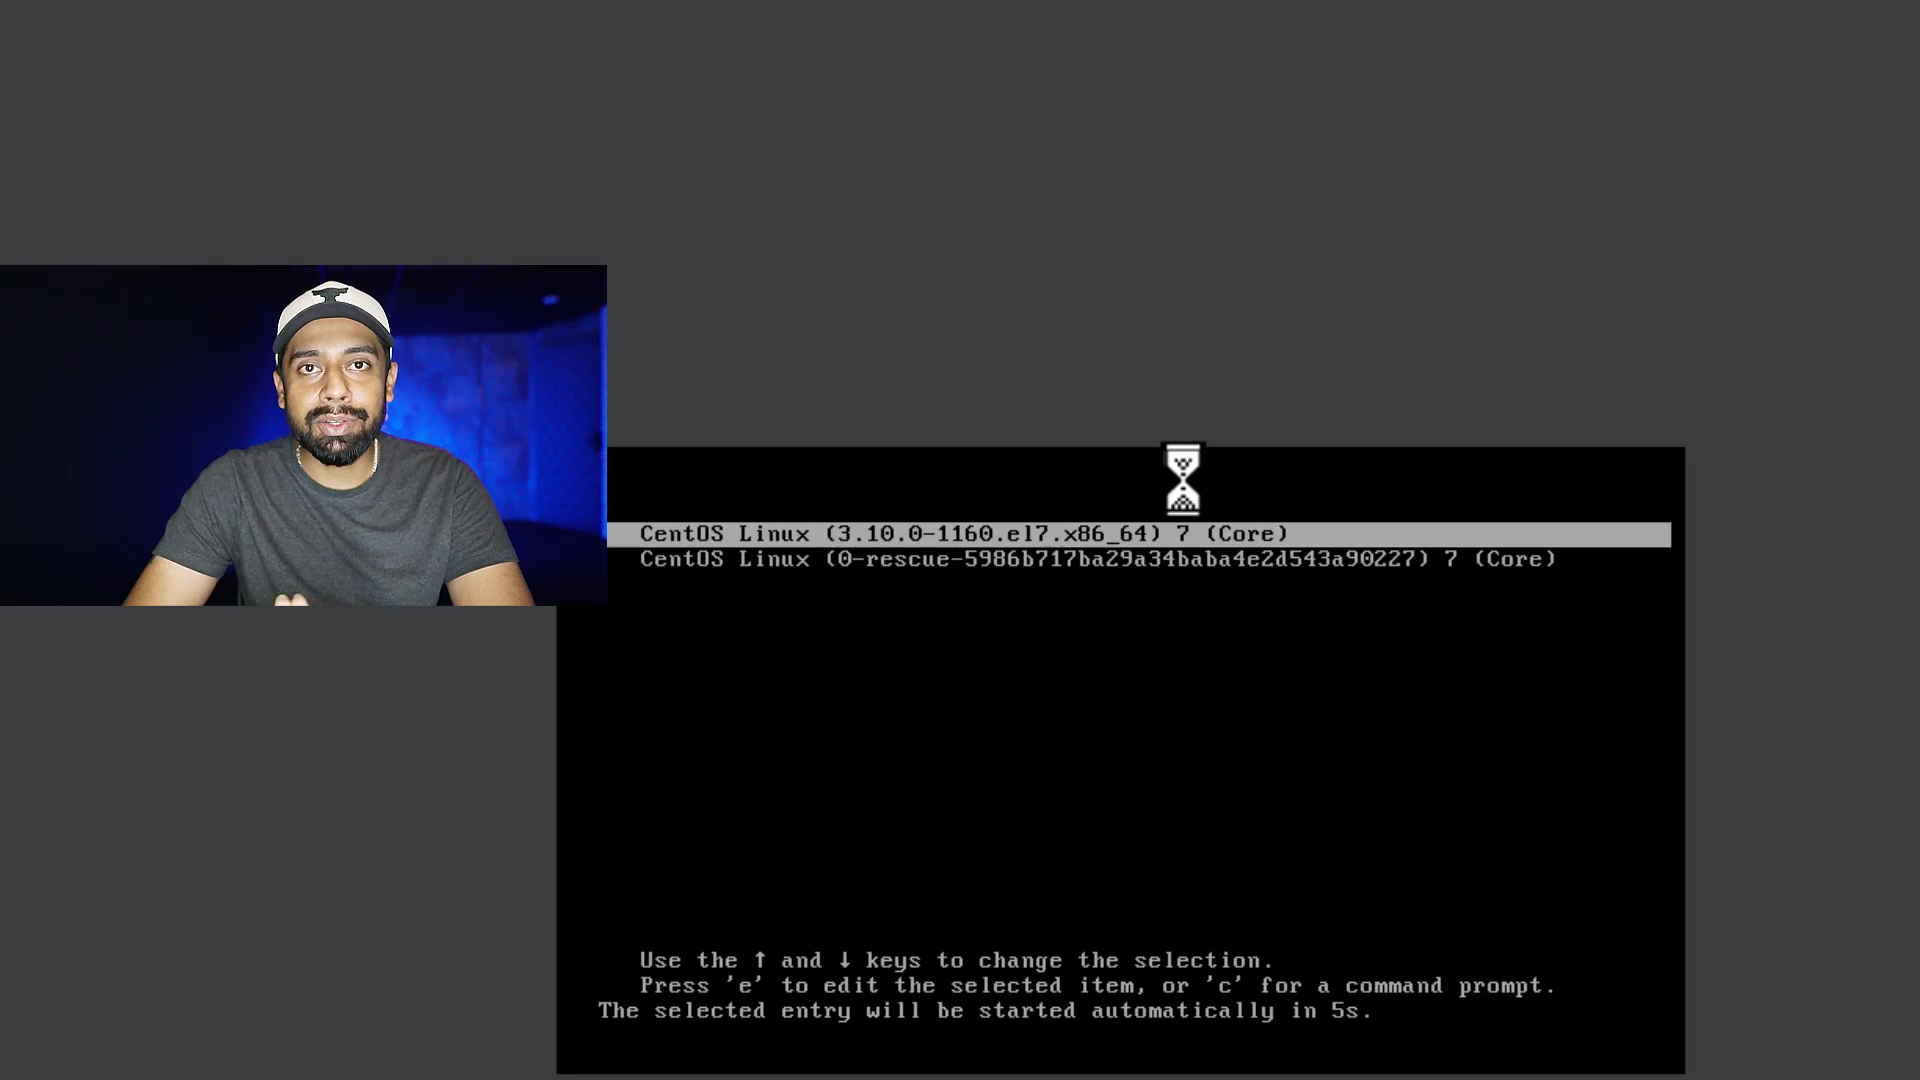 CentOS Linux (3.10.0-1160.el7.x86_64) 7 (Core)
CentOS Linux (0-rescue-5986b717ba29a34baba4e2d543a90227) 7 (Core)
Use the ↑ and ↓ keys to change the selection.
Press 'e' to edit the selected item, or 'c' for a command prompt.
The selected entry will be started automatically in 5s.